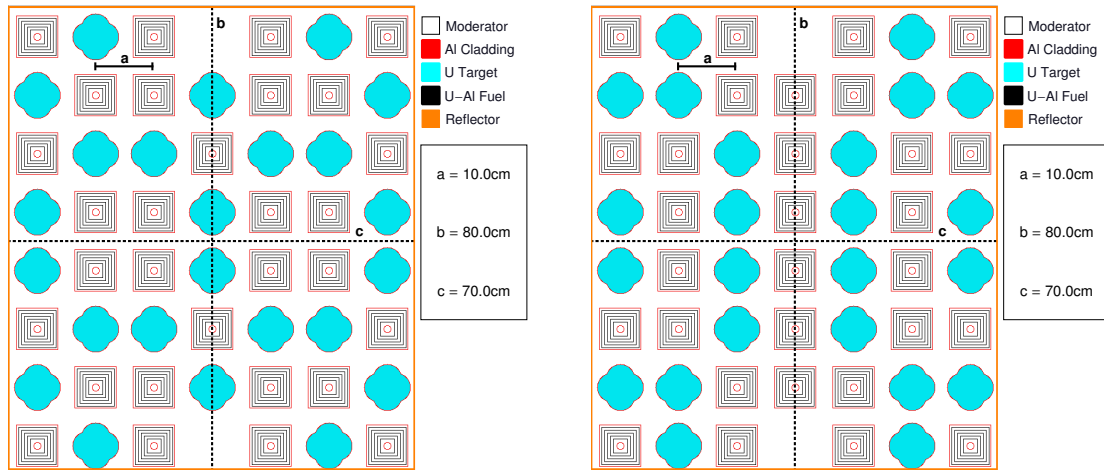 b
a
c
Moderator
Al Cladding
U Target
U-Al Fuel
Reflector
a = 10.0cm
b = 80.0cm
c = 70.0cm
b
a
c
Moderator
Al Cladding
U Target
U-Al Fuel
Reflector
a = 10.0cm
b = 80.0cm
c = 70.0cm